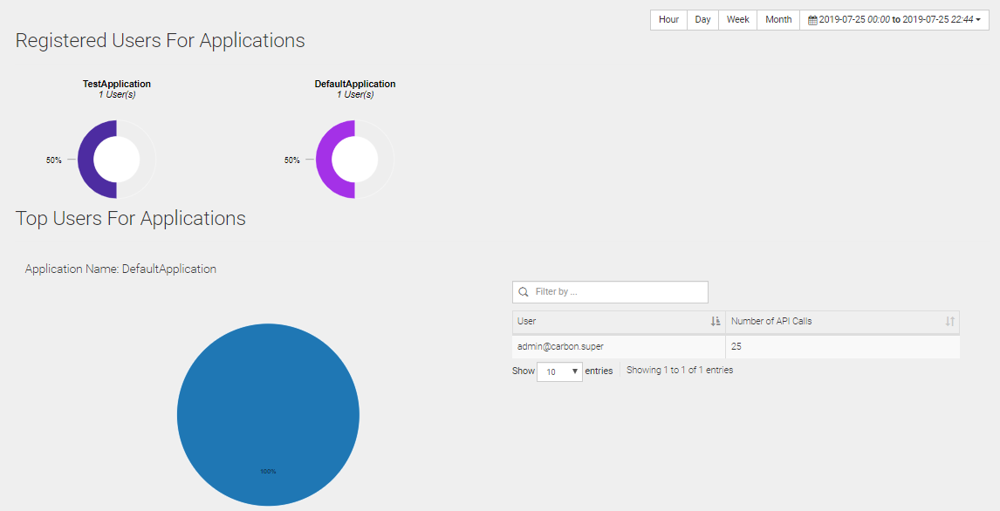 Hour Day Week Month 2019-07-25 00:00 to 2019-07-25 22:44
Registered Users For Applications
TestApplication
1 User(s)
50%
DefaultApplication
1 User(s)
50%
Top Users For Applications
Application Name: DefaultApplication
100%
Filter by ...
User Number of API Calls
admin@carbon.super 25
Show 10 entries Showing 1 to 1 of 1 entries